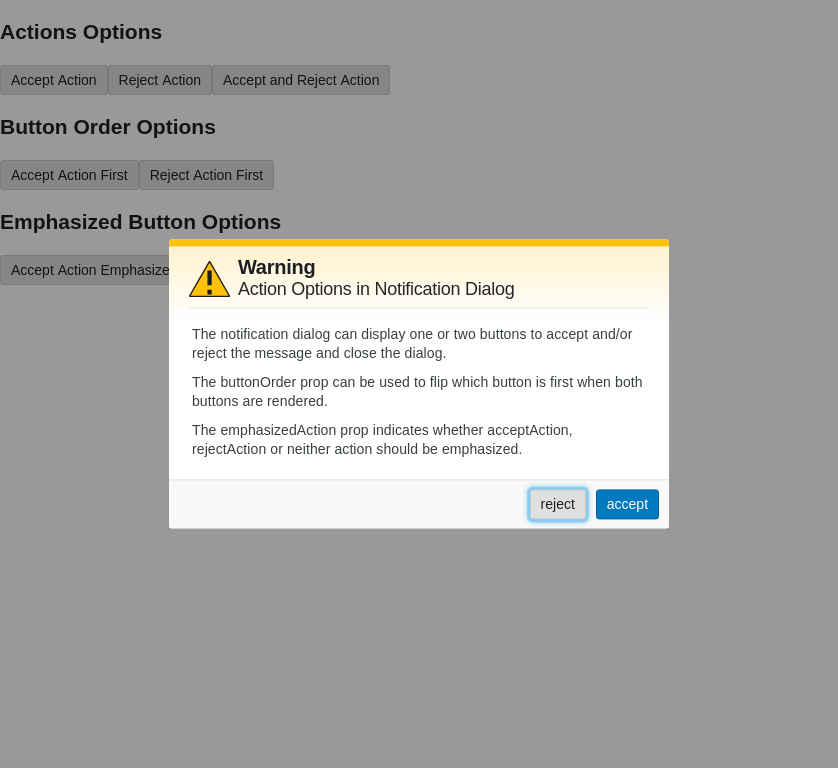 Actions Options
Accept Action Reject Action Accept and Reject Action
Button Order Options
Accept Action First Reject Action First
Emphasized Button Options
Accept Action Emphasize
Warning
Action Options in Notification Dialog
The notification dialog can display one or two buttons to accept and/or
reject the message and close the dialog.
The buttonOrder prop can be used to flip which button is first when both
buttons are rendered.
The emphasizedAction prop indicates whether acceptAction,
rejectAction or neither action should be emphasized.
reject accept